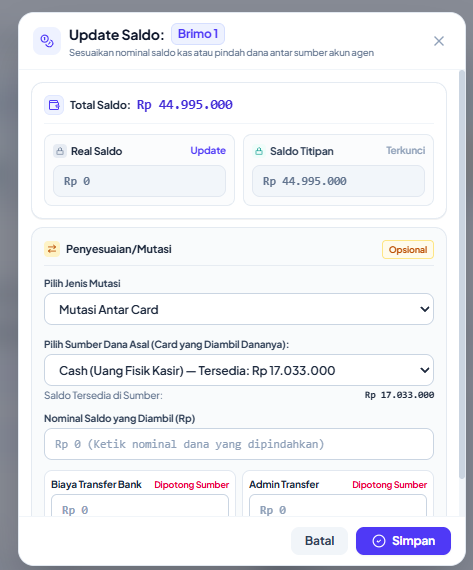 Update Saldo: Brimo 1
Sesuaikan nominal saldo kas atau pindah dana antar sumber akun agen
Total Saldo: Rp 44.995.000
Real Saldo Update
Rp 0
Saldo Titipan Terkunci
Rp 44.995.000
Penyesuaian/Mutasi Opsional
Pilih Jenis Mutasi
Mutasi Antar Card
Pilih Sumber Dana Asal (Card yang Diambil Dananya):
Cash (Uang Fisik Kasir) — Tersedia: Rp 17.033.000
Saldo Tersedia di Sumber: Rp 17.033.000
Nominal Saldo yang Diambil (Rp)
Rp 0 (Ketik nominal dana yang dipindahkan)
Biaya Transfer Bank Dipotong Sumber
Rp 0
Admin Transfer Dipotong Sumber
Rp 0
Batal Simpan